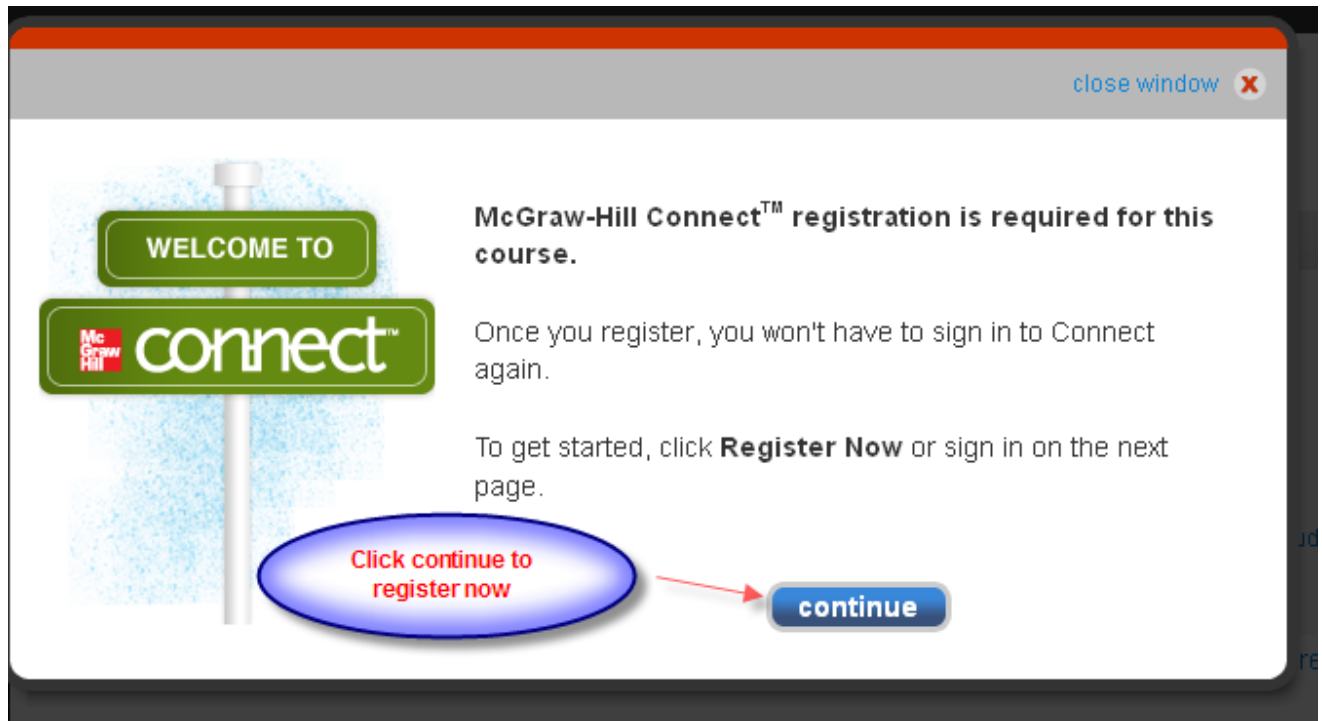 close window
McGraw-Hill Connect™ registration is required for this
course.
WELCOME TO
Mc
Graw
Hill
connect™
Once you register, you won't have to sign in to Connect
again.
To get started, click Register Now or sign in on the next
page.
Click continue to
register now
continue